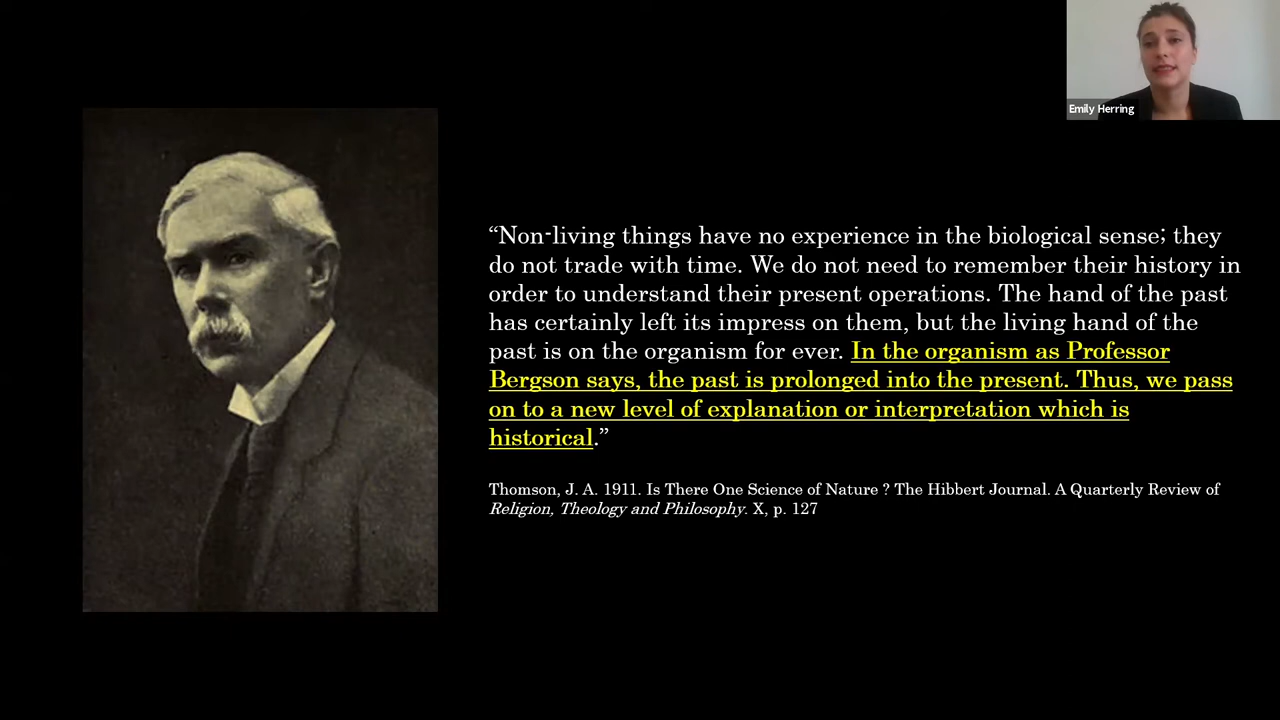 Emily Herring
“Non-living things have no experience in the biological sense; they
do not trade with time. We do not need to remember their history in
order to understand their present operations. The hand of the past
has certainly left its impress on them, but the living hand of the
past is on the organism for ever. In the organism as Professor
Bergson says, the past is prolonged into the present. Thus, we pass
on to a new level of explanation or interpretation which is
historical.”
Thomson, J. A. 1911. Is There One Science of Nature ? The Hibbert Journal. A Quarterly Review of
Religion, Theology and Philosophy. X, p. 127